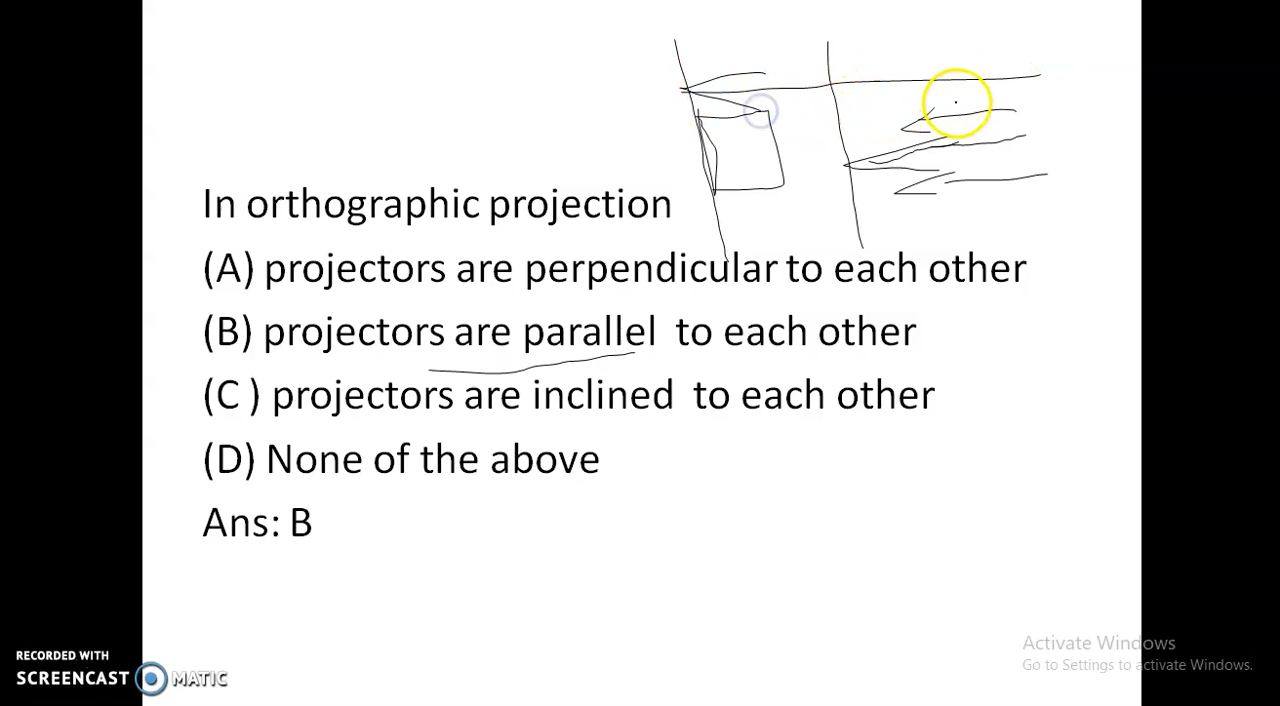 In orthographic projection
(A) projectors are perpendicular to each other
(B) projectors are parallel  to each other
(C ) projectors are inclined  to each other
(D) None of the above
Ans: B
Activate Windows
Go to Settings to activate Windows.
RECORDED WITH
SCREENCAST MATIC